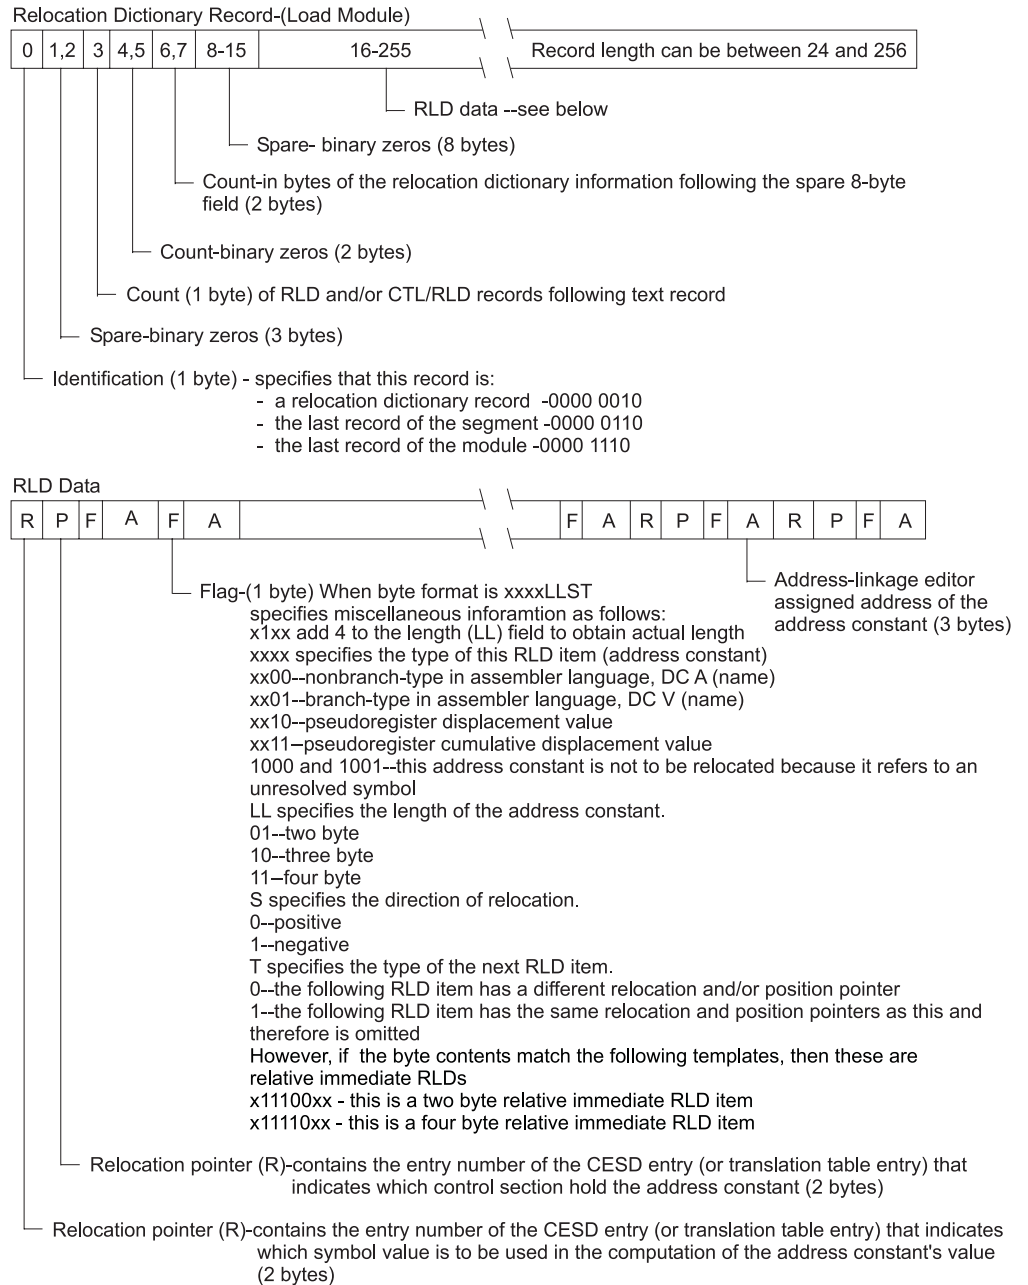 Relocation Dictionary Record-(Load Module)
0 1,2 3 4,5 6,7 8-15 16-255 Record length can be between 24 and 256
RLD data --see below
Spare- binary zeros (8 bytes)
Count-in bytes of the relocation dictionary information following the spare 8-byte
field (2 bytes)
Count-binary zeros (2 bytes)
Count (1 byte) of RLD and/or CTL/RLD records following text record
Spare-binary zeros (3 bytes)
Identification (1 byte) - specifies that this record is:
- a relocation dictionary record -0000 0010
- the last record of the segment -0000 0110
- the last record of the module -0000 1110
RLD Data
R P F A F A F A R P F A R P F A
Flag-(1 byte) When byte format is xxxxLLST
specifies miscellaneous inforamtion as follows:
x1xx add 4 to the length (LL) field to obtain actual length
xxxx specifies the type of this RLD item (address constant)
xx00--nonbranch-type in assembler language, DC A (name)
xx01--branch-type in assembler language, DC V (name)
xx10--pseudoregister displacement value
xx11–pseudoregister cumulative displacement value
1000 and 1001--this address constant is not to be relocated because it refers to an
unresolved symbol
LL specifies the length of the address constant.
01--two byte
10--three byte
11–four byte
S specifies the direction of relocation.
0--positive
1--negative
T specifies the type of the next RLD item.
0--the following RLD item has a different relocation and/or position pointer
1--the following RLD item has the same relocation and position pointers as this and
therefore is omitted
However, if  the byte contents match the following templates, then these are
relative immediate RLDs
x11100xx - this is a two byte relative immediate RLD item
x11110xx - this is a four byte relative immediate RLD item
Address-linkage editor
assigned address of the
address constant (3 bytes)
Relocation pointer (R)-contains the entry number of the CESD entry (or translation table entry) that
indicates which control section hold the address constant (2 bytes)
Relocation pointer (R)-contains the entry number of the CESD entry (or translation table entry) that indicates
which symbol value is to be used in the computation of the address constant's value
(2 bytes)